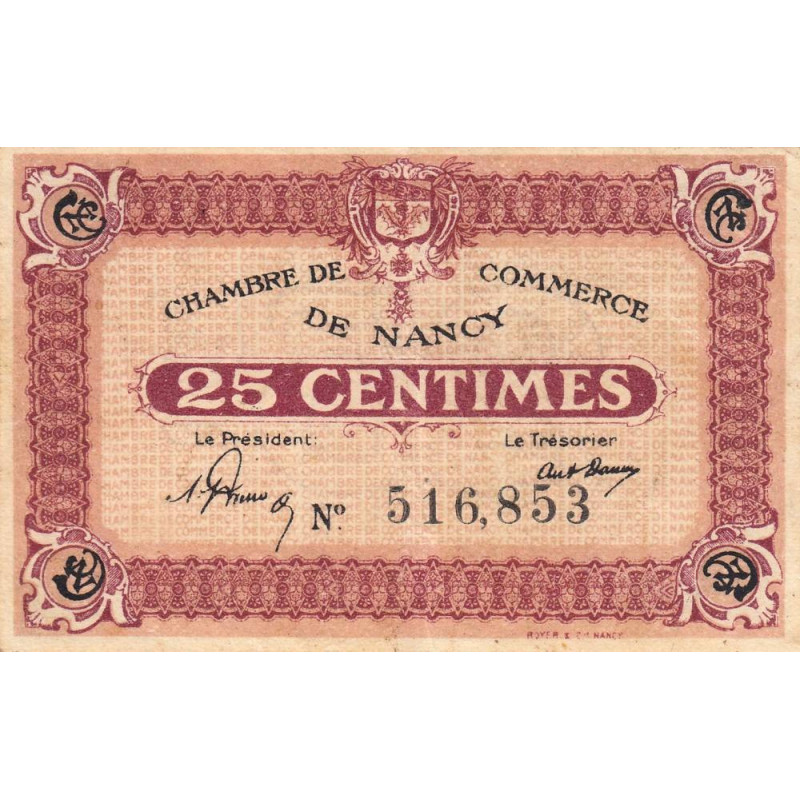 CHAMBRE DE COMMERCE
DE NANCY
25 CENTIMES
Le Président: Le Trésorier
Nº 516,853
ROYER & Cie NANCY